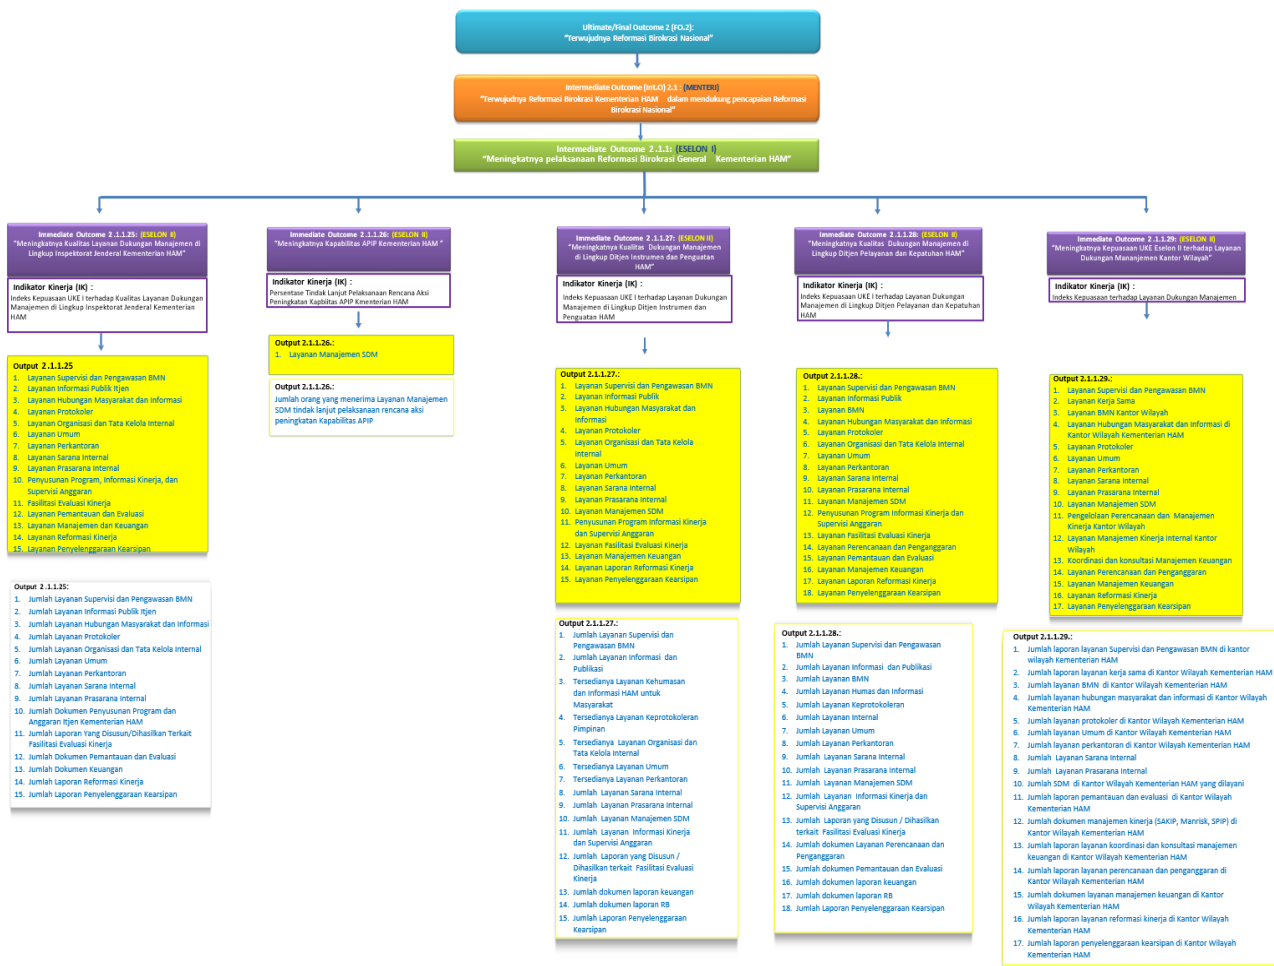 Ultimate/Final Outcome 2 (FO.2):
"Terwujudnya Reformasi Birokrasi Nasional"
Intermediate Outcome (Int.O) 2.1 : (MENTERI)
"Terwujudnya Reformasi Birokrasi Kementerian HAM dalam mendukung pencapaian Reformasi
Birokrasi Nasional"
Intermediate Outcome 2 .1.1: (ESELON I)
"Meningkatnya pelaksanaan Reformasi Birokrasi General Kementerian HAM"
Immediate Outcome 2 .1.1.25: (ESELON II)
"Meningkatnya Kualitas Layanan Dukungan Manajemen di
Lingkup Inspektorat Jenderal Kementerian HAM"
Indikator Kinerja (IK) :
Indeks Kepuasaan UKE I terhadap Kualitas Layanan Dukungan
Manajemen di Lingkup Inspektorat Jenderal Kementerian
HAM
Output 2 .1.1.25
1. Layanan Supervisi dan Pengawasan BMN
2. Layanan Informasi Publik Itjen
3. Layanan Hubungan Masyarakat dan Informasi
4. Layanan Protokoler
5. Layanan Organisasi dan Tata Kelola Internal
6. Layanan Umum
7. Layanan Perkantoran
8. Layanan Sarana Internal
9. Layanan Prasarana Internal
10. Penyusunan Program, Informasi Kinerja, dan
Supervisi Anggaran
11. Fasilitasi Evaluasi Kinerja
12. Layanan Pemantauan dan Evaluasi
13. Layanan Manajemen dan Keuangan
14. Layanan Reformasi Kinerja
15. Layanan Penyelenggaraan Kearsipan
Output 2 .1.1.25:
1. Jumlah Layanan Supervisi dan Pengawasan BMN
2. Jumlah Layanan Informasi Publik Itjen
3. Jumlah Layanan Hubungan Masyarakat dan Informasi
4. Jumlah Layanan Protokoler
5. Jumlah Layanan Organisasi dan Tata Kelola Internal
6. Jumlah Layanan Umum
7. Jumlah Layanan Perkantoran
8. Jumlah Layanan Sarana Internal
9. Jumlah Layanan Prasarana Internal
10. Jumlah Dokumen Penyusunan Program dan
Anggaran Itjen Kementerian HAM
11. Jumlah Laporan Yang Disusun/Dihasilkan Terkait
Fasilitasi Evaluasi Kinerja
12. Jumlah Dokumen Pemantauan dan Evaluasi
13. Jumlah Dokumen Keuangan
14. Jumlah Laporan Reformasi Kinerja
15. Jumlah Laporan Penyelenggaraan Kearsipan
Immediate Outcome 2 .1.1.26: (ESELON II)
"Meningkatnya Kapabilitas APIP Kementerian HAM "
Indikator Kinerja (IK) :
Persentase Tindak Lanjut Pelaksanaan Rencana Aksi
Peningkatan Kapbiitas APIP Kementerian HAM
Output 2.1.1.26.:
1. Layanan Manajemen SDM
Output 2.1.1.26.:
Jumlah orang yang menerima Layanan Manajemen
SDM tindak lanjut pelaksanaan rencana aksi
peningkatan Kapabilitas APIP
Immediate Outcome 2.1.1.27: (ESELON II)
"Meningkatnya Kualitas Dukungan Manajemen
di Lingkup Ditjen Instrumen dan Penguatan
HAM"
Indikator Kinerja (IK) :
Indeks Kepuasaan UKE I terhadap Layanan Dukungan
Manajemen di Lingkup Ditjen Instrumen dan
Penguatan HAM
Output 2.1.1.27.:
1. Layanan Supervisi dan Pengawasan BMN
2. Layanan Informasi Publik
3. Layanan Hubungan Masyarakat dan
Informasi
4. Layanan Protokoler
5. Layanan Organisasi dan Tata Kelola
Internal
6. Layanan Umum
7. Layanan Perkantoran
8. Layanan Sarana Internal
9. Layanan Prasarana Internal
10. Layanan Manajemen SDM
11. Penyusunan Program Informasi Kinerja
dan Supervisi Anggaran
12. Layanan Fasilitasi Evaluasi Kinerja
13. Layanan Manajemen Keuangan
14. Layanan Laporan Reformasi Kinerja
15. Layanan Penyelenggaraan Kearsipan
Output 2.1.1.27.:
1. Jumlah Layanan Supervisi dan
Pengawasan BMN
2. Jumlah Layanan Informasi dan
Publikasi
3. Tersedianya Layanan Kehumasan
dan Informasi HAM untuk
Masyarakat
4. Tersedianya Layanan Keprotokoleran
Pimpinan
5. Tersedianya Layanan Organisasi dan
Tata Kelola Internal
6. Tersedianya Layanan Umum
7. Tersedianya Layanan Perkantoran
8. Jumlah Layanan Sarana Internal
9. Jumlah Layanan Prasarana Internal
10. Jumlah Layanan Manajemen SDM
11. Jumlah Layanan Informasi Kinerja
dan Supervisi Anggaran
12. Jumlah Laporan yang Disusun /
Dihasilkan terkait Fasilitasi Evaluasi
Kinerja
13. Jumlah dokumen laporan keuangan
14. Jumlah dokumen laporan RB
15. Jumlah Laporan Penyelenggaraan
Kearsipan
Immediate Outcome 2.1.1.28: (ESELON II)
"Meningkatnya Kualitas Dukungan Manajemen di
Lingkup Ditjen Pelayanan dan Kepatuhan HAM"
Indikator Kinerja (IK) :
Indeks Kepuasaan UKE I terhadap Layanan Dukungan
Manajemen di Lingkup Ditjen Pelayanan dan Kepatuhan
HAM
Output 2.1.1.28.:
1. Layanan Supervisi dan Pengawasan BMN
2. Layanan Informasi Publik
3. Layanan BMN
4. Layanan Hubungan Masyarakat dan Informasi
5. Layanan Protokoler
6. Layanan Organisasi dan Tata Kelola Internal
7. Layanan Umum
8. Layanan Perkantoran
9. Layanan Sarana Internal
10. Layanan Prasarana Internal
11. Layanan Manajemen SDM
12. Penyusunan Program Informasi Kinerja dan
Supervisi Anggaran
13. Layanan Fasilitasi Evaluasi Kinerja
14. Layanan Perencanaan dan Penganggaran
15. Layanan Pemantauan dan Evaluasi
16. Layanan Manajemen Keuangan
17. Layanan Laporan Reformasi Kinerja
18. Layanan Penyelenggaraan Kearsipan
Output 2.1.1.28.:
1. Jumlah Layanan Supervisi dan Pengawasan
BMN
2. Jumlah Layanan Informasi dan Publikasi
3. Jumlah Layanan BMN
4. Jumlah Layanan Humas dan Informasi
5. Jumlah Layanan Keprotokoleran
6. Jumlah Layanan Internal
7. Jumlah Layanan Umum
8. Jumlah Layanan Perkantoran
9. Jumlah Layanan Sarana Internal
10. Jumlah Layanan Prasarana Internal
11. Jumlah Layanan Manajemen SDM
12. Jumlah Layanan Informasi Kinerja dan
Supervisi Anggaran
13. Jumlah Laporan yang Disusun / Dihasilkan
terkait Fasilitasi Evaluasi Kinerja
14. Jumlah dokumen Layanan Perencanaan dan
Penganggaran
15. Jumlah dokumen Pemantauan dan Evaluasi
16. Jumlah dokumen laporan keuangan
17. Jumlah dokumen laporan RB
18. Jumlah Laporan Penyelenggaraan Kearsipan
Immediate Outcome 2.1.1.29: (ESELON II)
"Meningkatnya Kepuasan UKE Eselon II terhadap Layanan
Dukungan Mananjemen Kantor Wilayah"
Indikator Kinerja (IK) :
Indeks Kepuasaan terhadap Layanan Dukungan Manajemen
Output 2.1.1.29.:
1. Layanan Supervisi dan Pengawasan BMN
2. Layanan Kerja Sama
3. Layanan BMN Kantor Wilayah
4. Layanan Hubungan Masyarakat dan Informasi di
Kantor Wilayah Kementerian HAM
5. Layanan Protokoler
6. Layanan Umum
7. Layanan Perkantoran
8. Layanan Sarana Internal
9. Layanan Prasarana Internal
10. Layanan Manajemen SDM
11. Pengelolaan Perencanaan dan Manajemen
Kinerja Kantor Wilayah
12. Layanan Manajemen Kinerja Internal Kantor
Wilayah
13. Koordinasi dan konsultasi Manajemen Keuangan
14. Layanan Perencanaan dan Penganggaran
15. Layanan Manajemen Keuangan
16. Layanan Reformasi Kinerja
17. Layanan Penyelenggaraan Kearsipan
Output 2.1.1.29.:
1. Jumlah laporan layanan Supervisi dan Pengawasan BMN di kantor
wilayah Kementerian HAM
2. Jumlah laporan layanan kerja sama di Kantor Wilayah Kementerian HAM
3. Jumlah layanan BMN di Kantor Wilayah Kementerian HAM
4. Jumlah layanan hubungan masyarakat dan informasi di Kantor Wilayah
Kementerian HAM
5. Jumlah layanan protokoler di Kantor Wilayah Kementerian HAM
6. Jumlah layanan Umum di Kantor Wilayah Kementerian HAM
7. Jumlah layanan perkantoran di Kantor Wilayah Kementerian HAM
8. Jumlah Layanan Sarana Internal
9. Jumlah Layanan Prasarana Internal
10. Jumlah SDM di Kantor Wilayah Kementerian HAM yang dilayani
11. Jumlah laporan pemantauan dan evaluasi di Kantor Wilayah
Kementerian HAM
12. Jumlah dokumen manajemen kinerja (SAKIP, Manrisk, SPIP) di
Kantor Wilayah Kementerian HAM
13. Jumlah laporan layanan koordinasi dan konsultasi manajemen
keuangan di Kantor Wilayah Kementerian HAM
14. Jumlah laporan layanan perencanaan dan penganggaran di
Kantor Wilayah Kementerian HAM
15. Jumlah dokumen layanan manajemen keuangan di Kantor
Wilayah Kementerian HAM
16. Jumlah laporan layanan reformasi kinerja di Kantor Wilayah
Kementerian HAM
17. Jumlah laporan penyelenggaraan kearsipan di Kantor Wilayah
Kementerian HAM